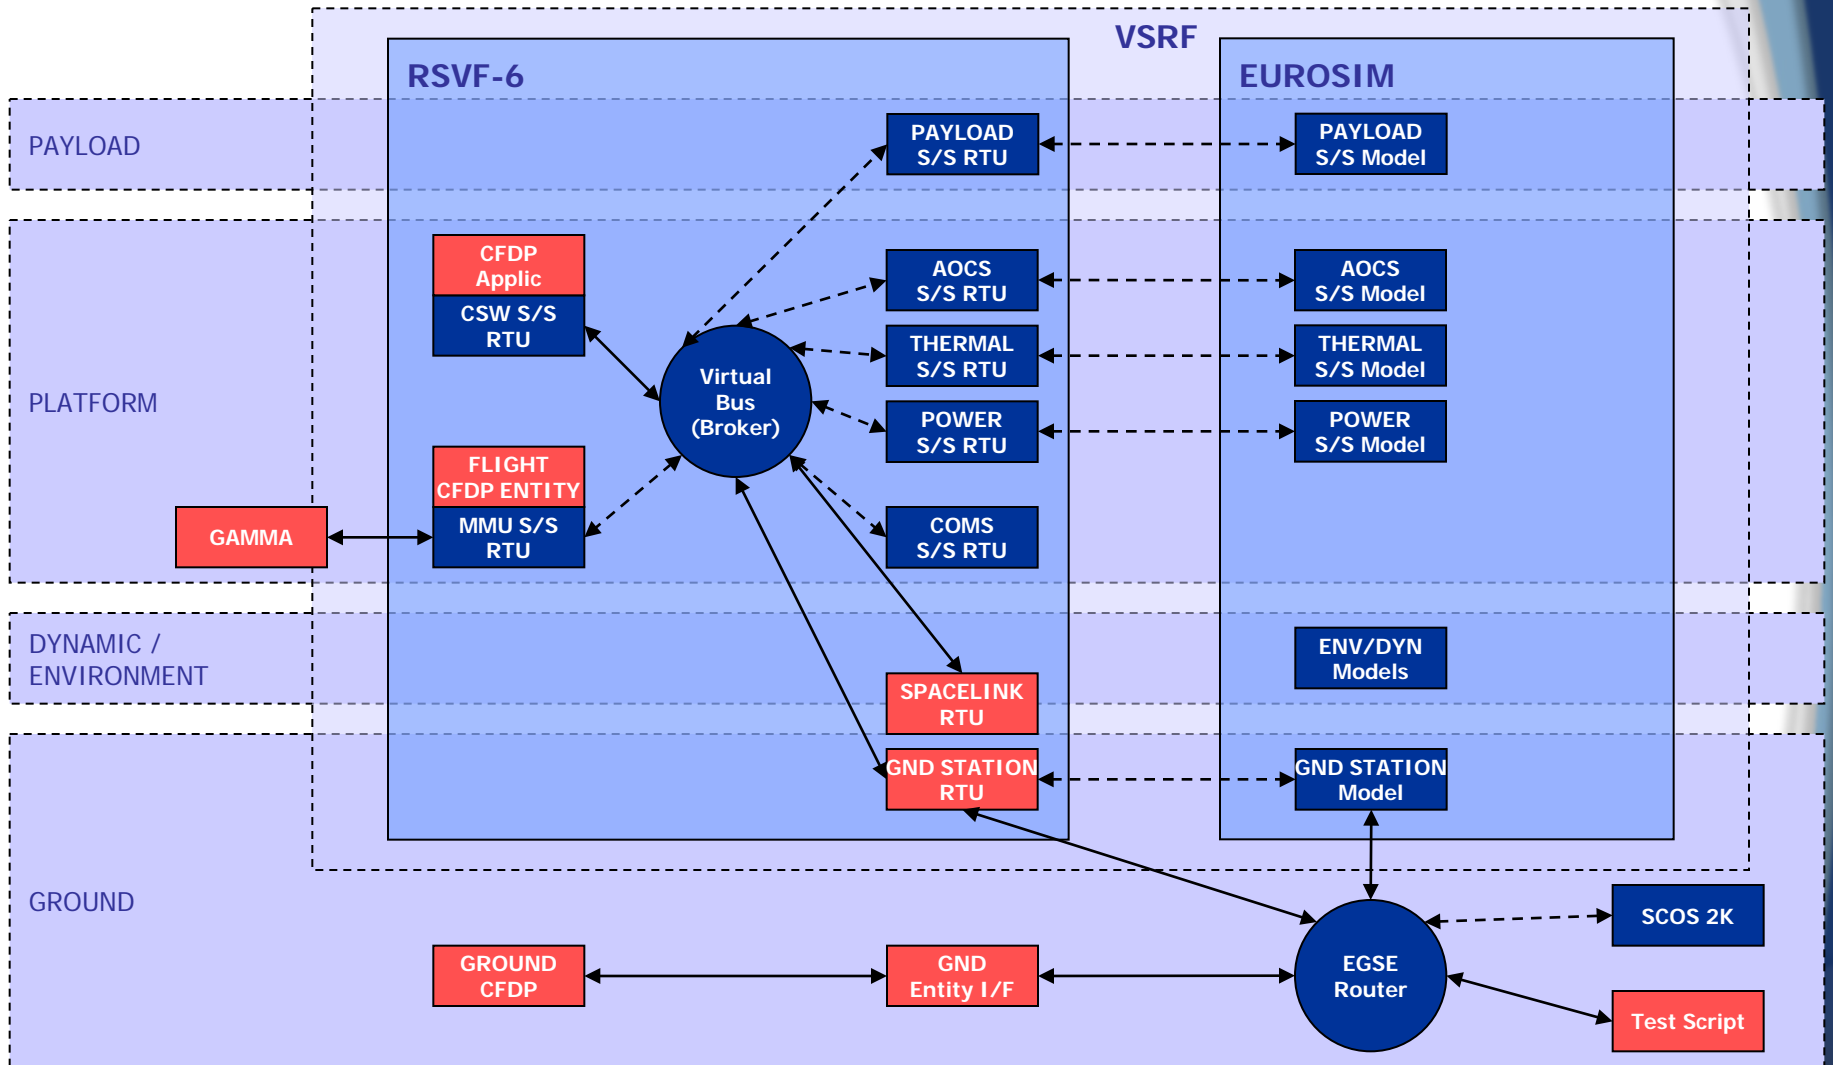 VSRF
RSVF-6
EUROSIM
PAYLOAD
PAYLOAD
S/S RTU
PAYLOAD
S/S Model
PLATFORM
CFDP
Applic
CSW S/S
RTU
Virtual
Bus
(Broker)
AOCS
S/S RTU
AOCS
S/S Model
THERMAL
S/S RTU
THERMAL
S/S Model
POWER
S/S RTU
POWER
S/S Model
FLIGHT
CFDP ENTITY
MMU S/S
RTU
GAMMA
COMS
S/S RTU
DYNAMIC /
ENVIRONMENT
ENV/DYN
Models
SPACELINK
RTU
GND STATION
RTU
GND STATION
Model
GROUND
GROUND
CFDP
GND
Entity I/F
EGSE
Router
SCOS 2K
Test Script